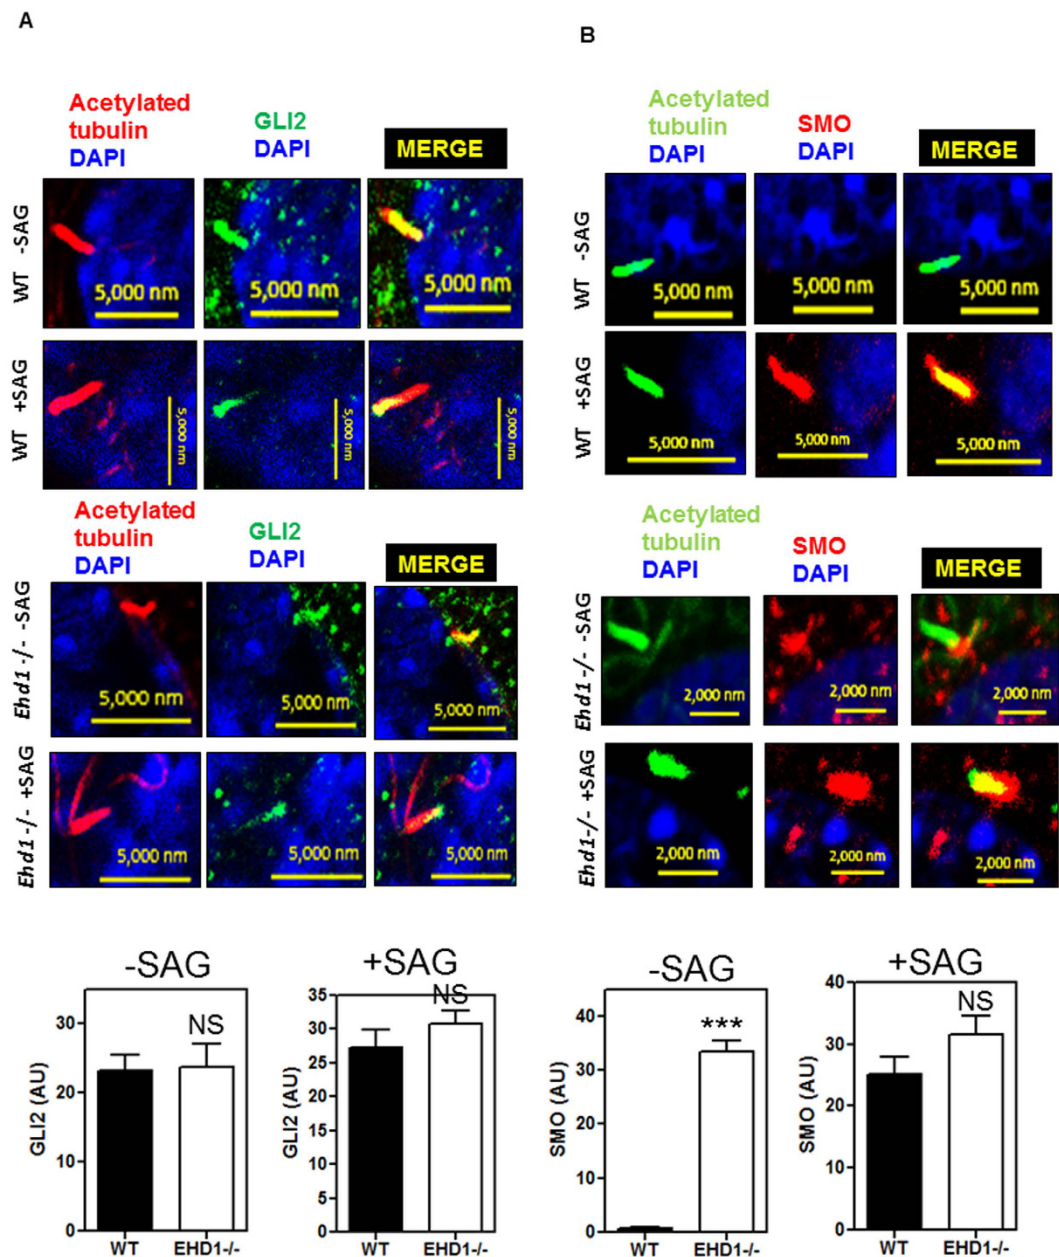 A
B
Acetylated
tubulin
DAPI
GLI2
DAPI
MERGE
Acetylated
tubulin
DAPI
SMO
DAPI
MERGE
WT -SAG
5,000 nm
5,000 nm
5,000 nm
WT -SAG
5,000 nm
5,000 nm
5,000 nm
WT +SAG
5,000 nm
5,000 nm
5,000 nm
WT +SAG
5,000 nm
5,000 nm
5,000 nm
Acetylated
tubulin
DAPI
GLI2
DAPI
MERGE
Acetylated
tubulin
DAPI
SMO
DAPI
MERGE
Ehd1-/- -SAG
5,000 nm
5,000 nm
5,000 nm
Ehd1-/- -SAG
2,000 nm
2,000 nm
2,000 nm
Ehd1-/- +SAG
5,000 nm
5,000 nm
5,000 nm
Ehd1-/- +SAG
2,000 nm
2,000 nm
2,000 nm
-SAG
GLI2 (AU)
30
20
10
0
NS
WT
EHD1-/-
+SAG
GLI2 (AU)
35
30
25
20
15
10
5
0
NS
WT
EHD1-/-
-SAG
SMO (AU)
40
30
20
10
0
***
WT
EHD1-/-
+SAG
SMO (AU)
40
30
20
10
0
NS
WT
EHD1-/-